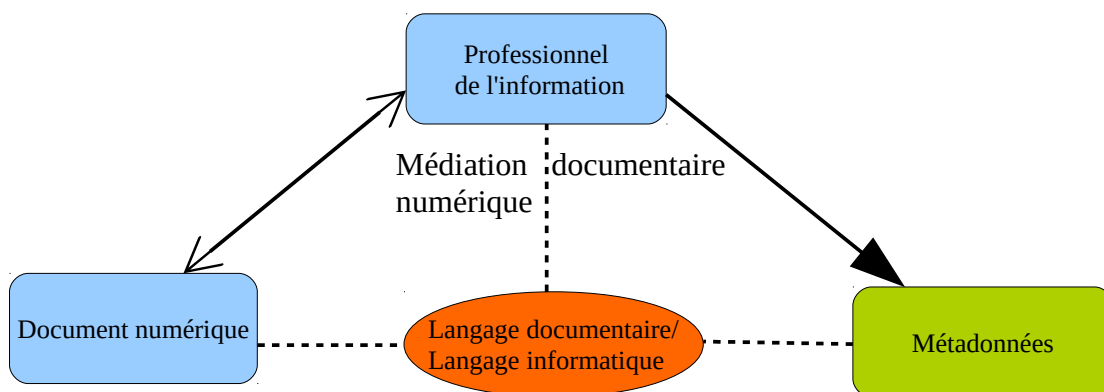 Professionnel
de l'information
Médiation documentaire
numérique
Document numérique
Langage documentaire/
Langage informatique
Métadonnées